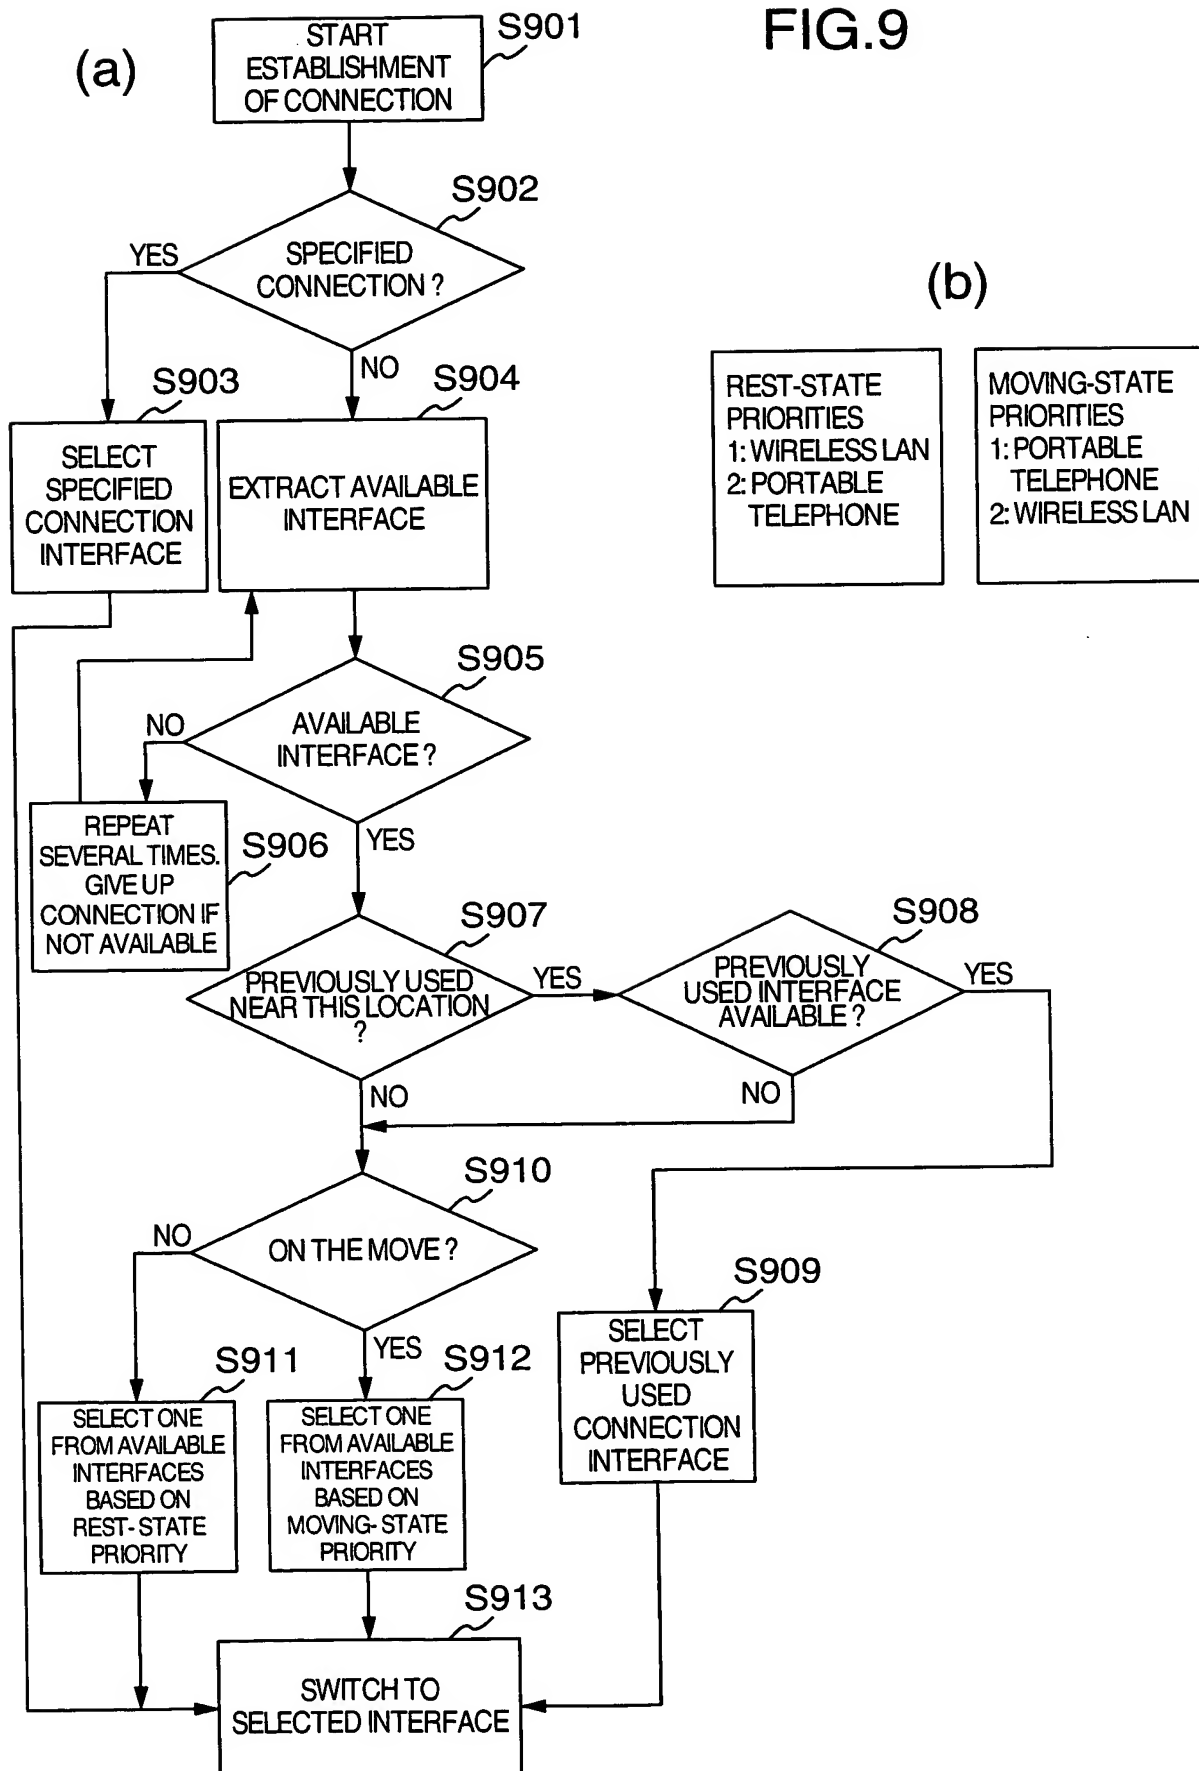 FIG.9
(a)
START
ESTABLISHMENT
OF CONNECTION
S901
S902
SPECIFIED
CONNECTION ?
YES
NO
S903
SELECT
SPECIFIED
CONNECTION
INTERFACE
S904
EXTRACT AVAILABLE
INTERFACE
(b)
REST-STATE
PRIORITIES
1: WIRELESS LAN
2: PORTABLE
TELEPHONE
MOVING-STATE
PRIORITIES
1: PORTABLE
TELEPHONE
2: WIRELESS LAN
S905
AVAILABLE
INTERFACE ?
NO
YES
REPEAT
SEVERAL TIMES.
GIVE UP
CONNECTION IF
NOT AVAILABLE
S906
S907
PREVIOUSLY USED
NEAR THIS LOCATION
?
YES
NO
S908
PREVIOUSLY
USED INTERFACE
AVAILABLE ?
YES
NO
S910
ON THE MOVE ?
NO
YES
S909
SELECT
PREVIOUSLY
USED
CONNECTION
INTERFACE
S911
SELECT ONE
FROM AVAILABLE
INTERFACES
BASED ON
REST- STATE
PRIORITY
S912
SELECT ONE
FROM AVAILABLE
INTERFACES
BASED ON
MOVING- STATE
PRIORITY
S913
SWITCH TO
SELECTED INTERFACE